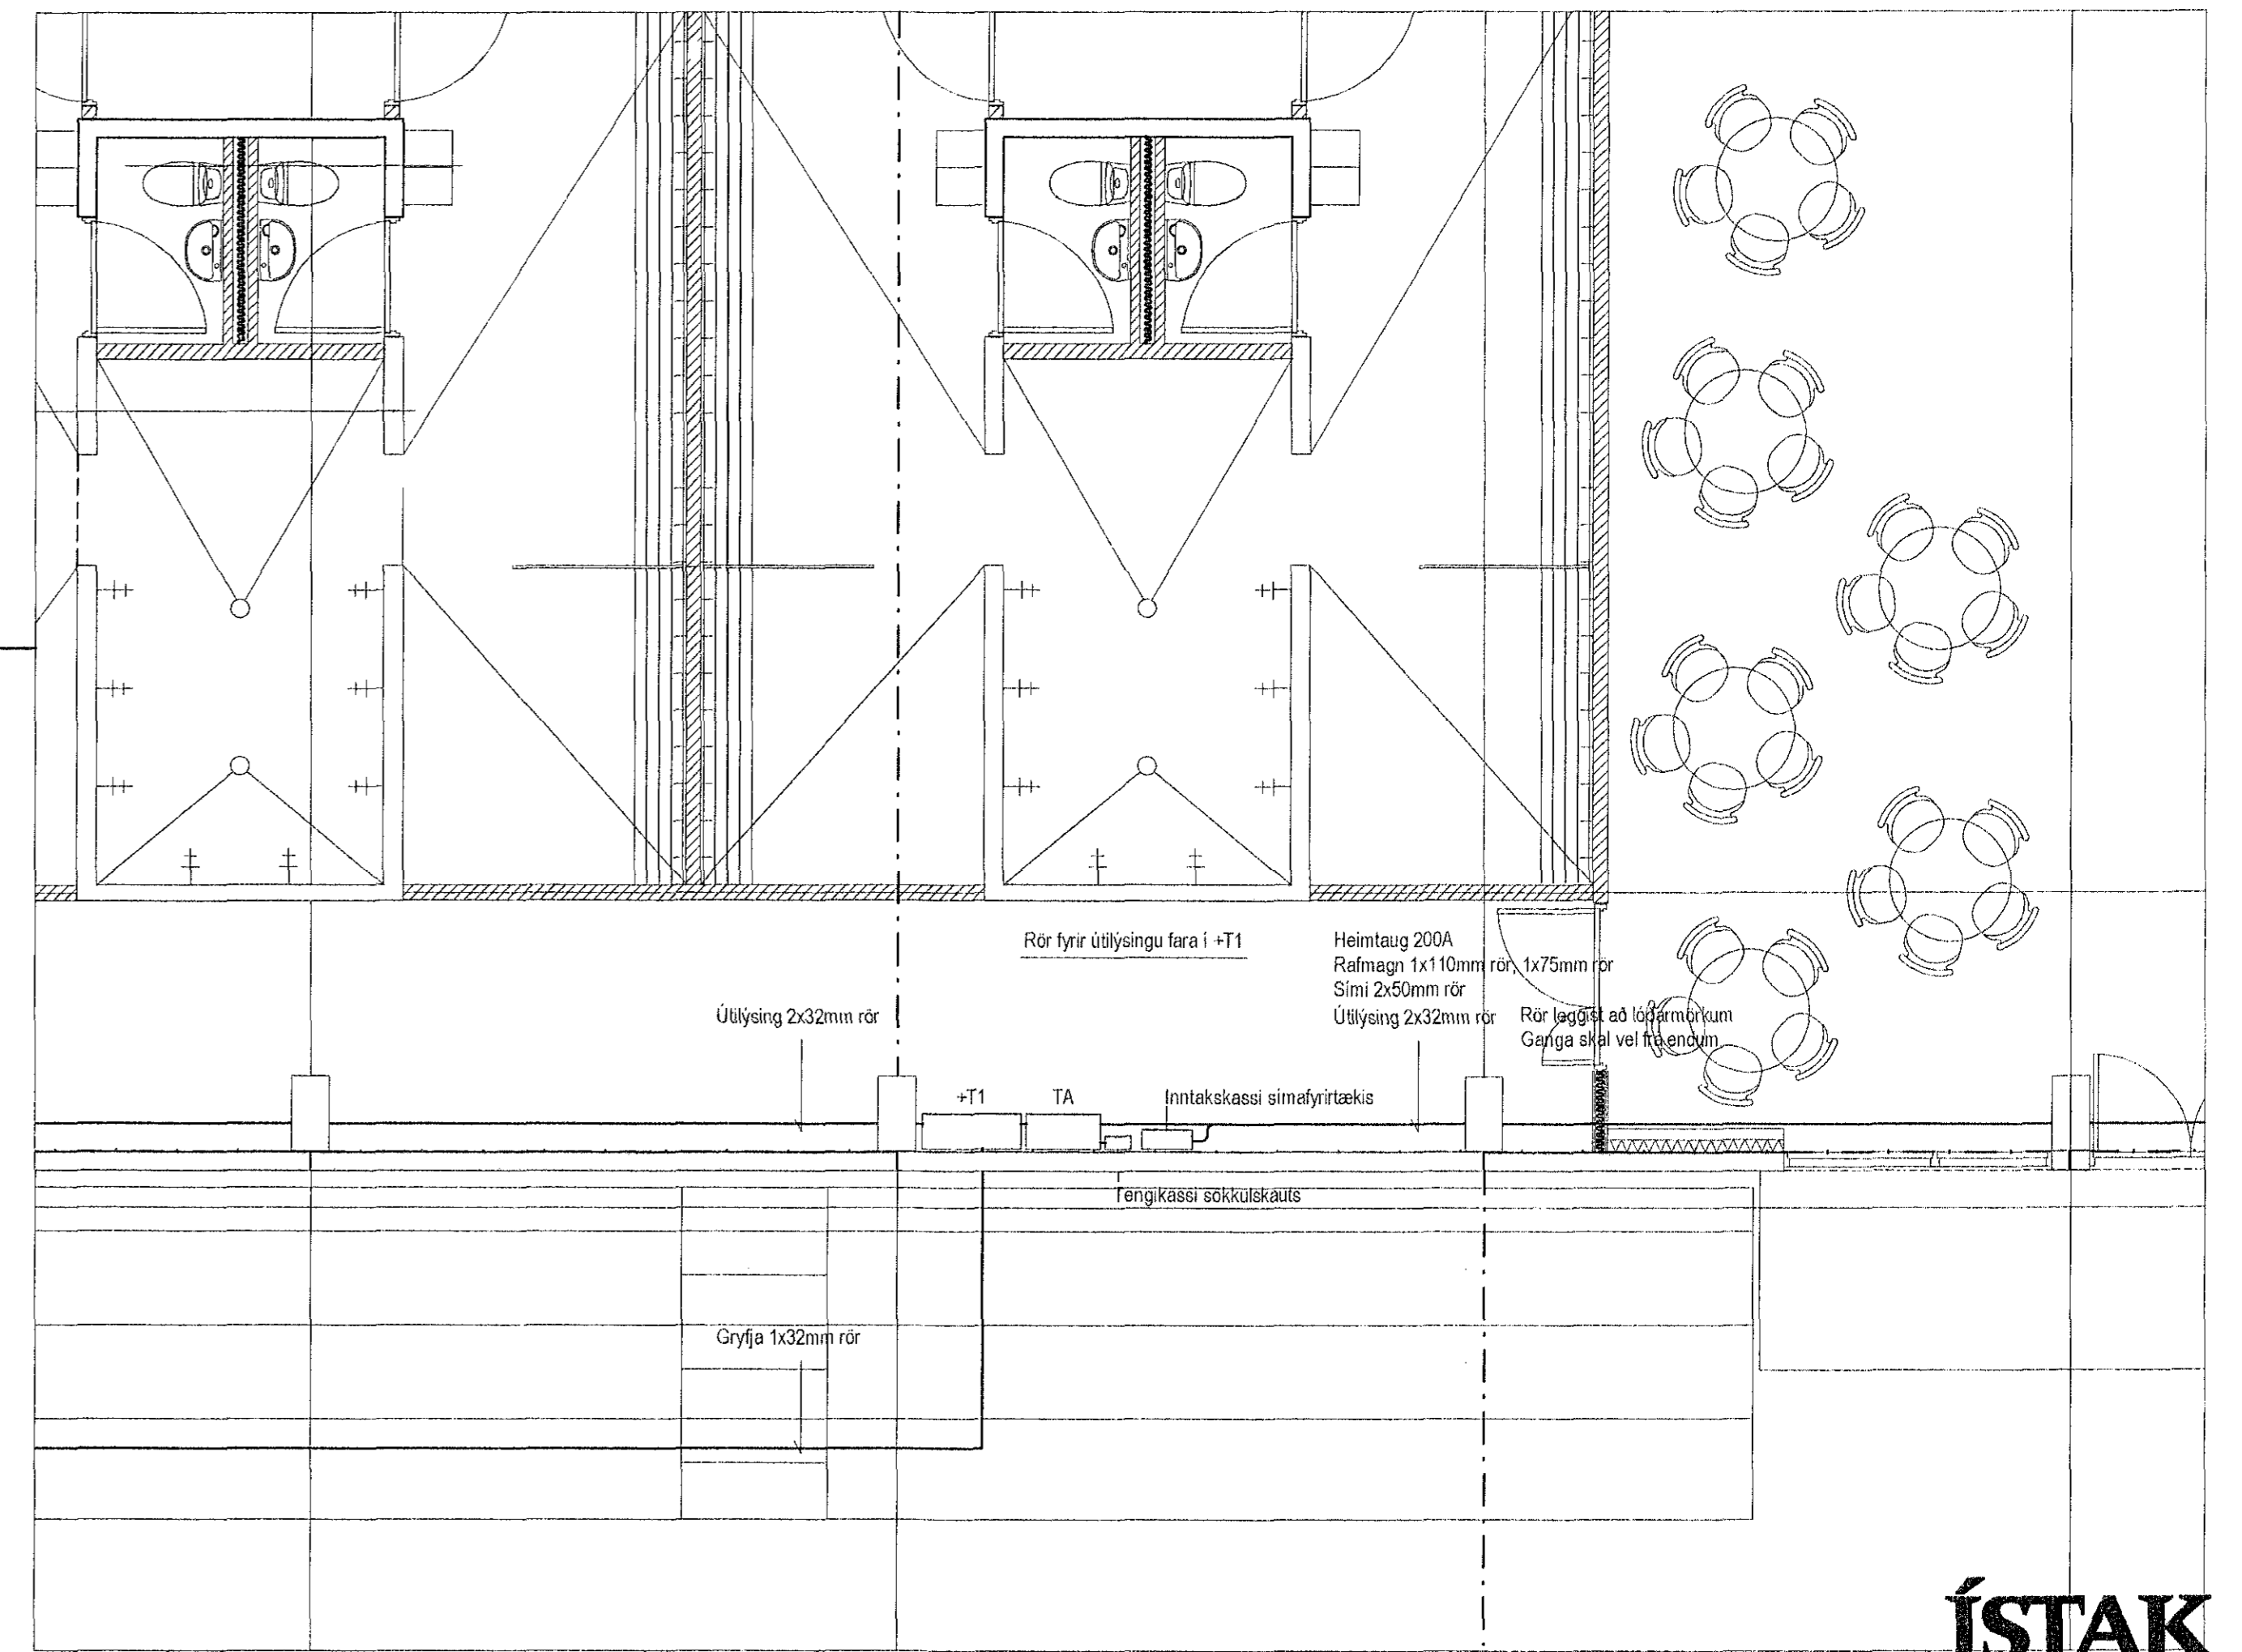 Rör fyrir útilýsingu fara í +T1
Heimtaug 200A
Rafmagn 1x110mm rör, 1x75mm rör
Sími 2x50mm rör
Útilýsing 2x32mm rör
Rör leggist að lóðarmörkum
Ganga skal vel frá endum
Útilýsing 2x32mm rör
+T1
TA
Inntakskassi símafyrirtækis
Tengikassi sökkulskauts
Gryfja 1x32mm rör
ÍSTAK